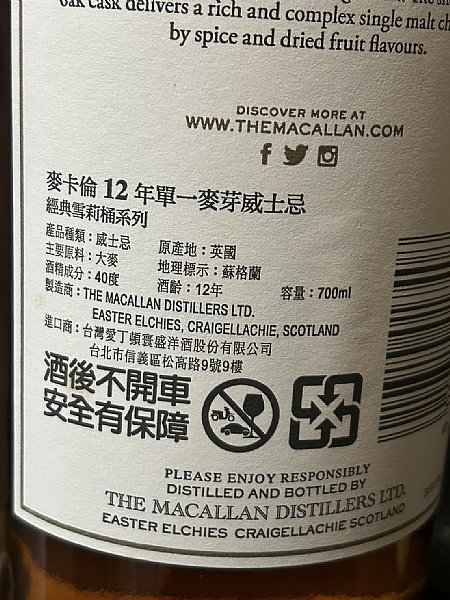 oak cask delivers a rich and complex single malt
by spice and dried fruit flavours.
DISCOVER MORE AT
WWW.THEMACALLAN.COM
麥卡倫 12 年單一麥芽威士忌
經典雪莉桶系列
產品種類：威士忌 原產地：英國
主要原料：大麥 地理標示：蘇格蘭
酒精成分：40度 酒齡：12年 容量：700ml
製造商：THE MACALLAN DISTILLERS LTD.
EASTER ELCHIES, CRAIGELLACHIE, SCOTLAND
進口商：台灣愛丁頓寰盛洋酒股份有限公司
台北市信義區松高路9號9樓
酒後不開車
安全有保障
PLEASE ENJOY RESPONSIBLY
DISTILLED AND BOTTLED BY
THE MACALLAN DISTILLERS LTD.
EASTER ELCHIES CRAIGELLACHIE SCOTLAND